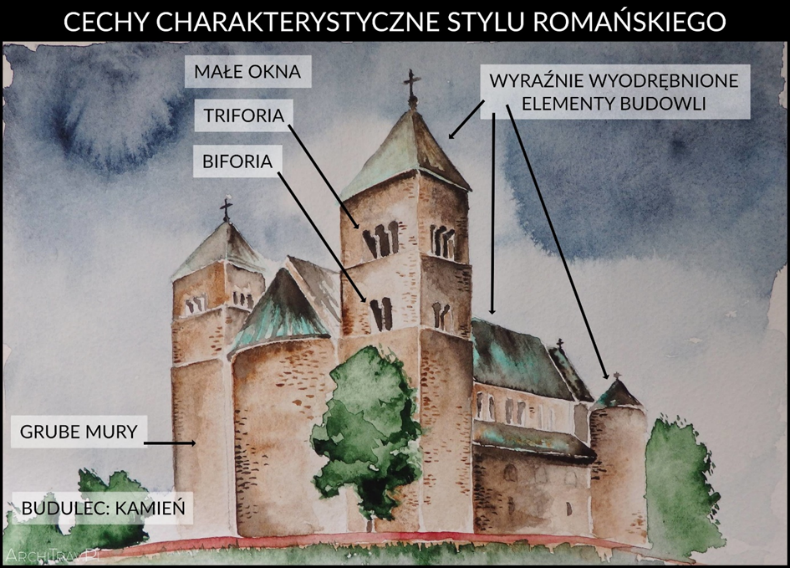 CECHY CHARAKTERYSTYCZNE STYLU ROMAŃSKIEGO
MAŁE OKNA
TRIFORIA
BIFORIA
WYRAŹNIE WYODRĘBNIONE
ELEMENTY BUDOWLI
GRUBE MURY
BUDULEC: KAMIEŃ